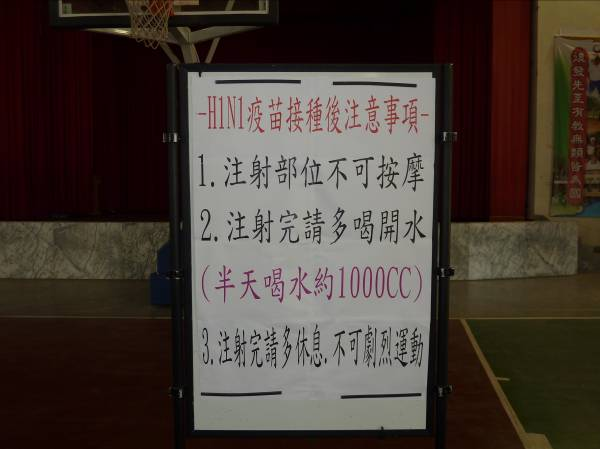 -H1N1疫苗接種後注意事項-
1.注射部位不可按摩
2.注射完請多喝開水
(半天喝水約1000CC)
3.注射完請多休息.不可劇烈運動